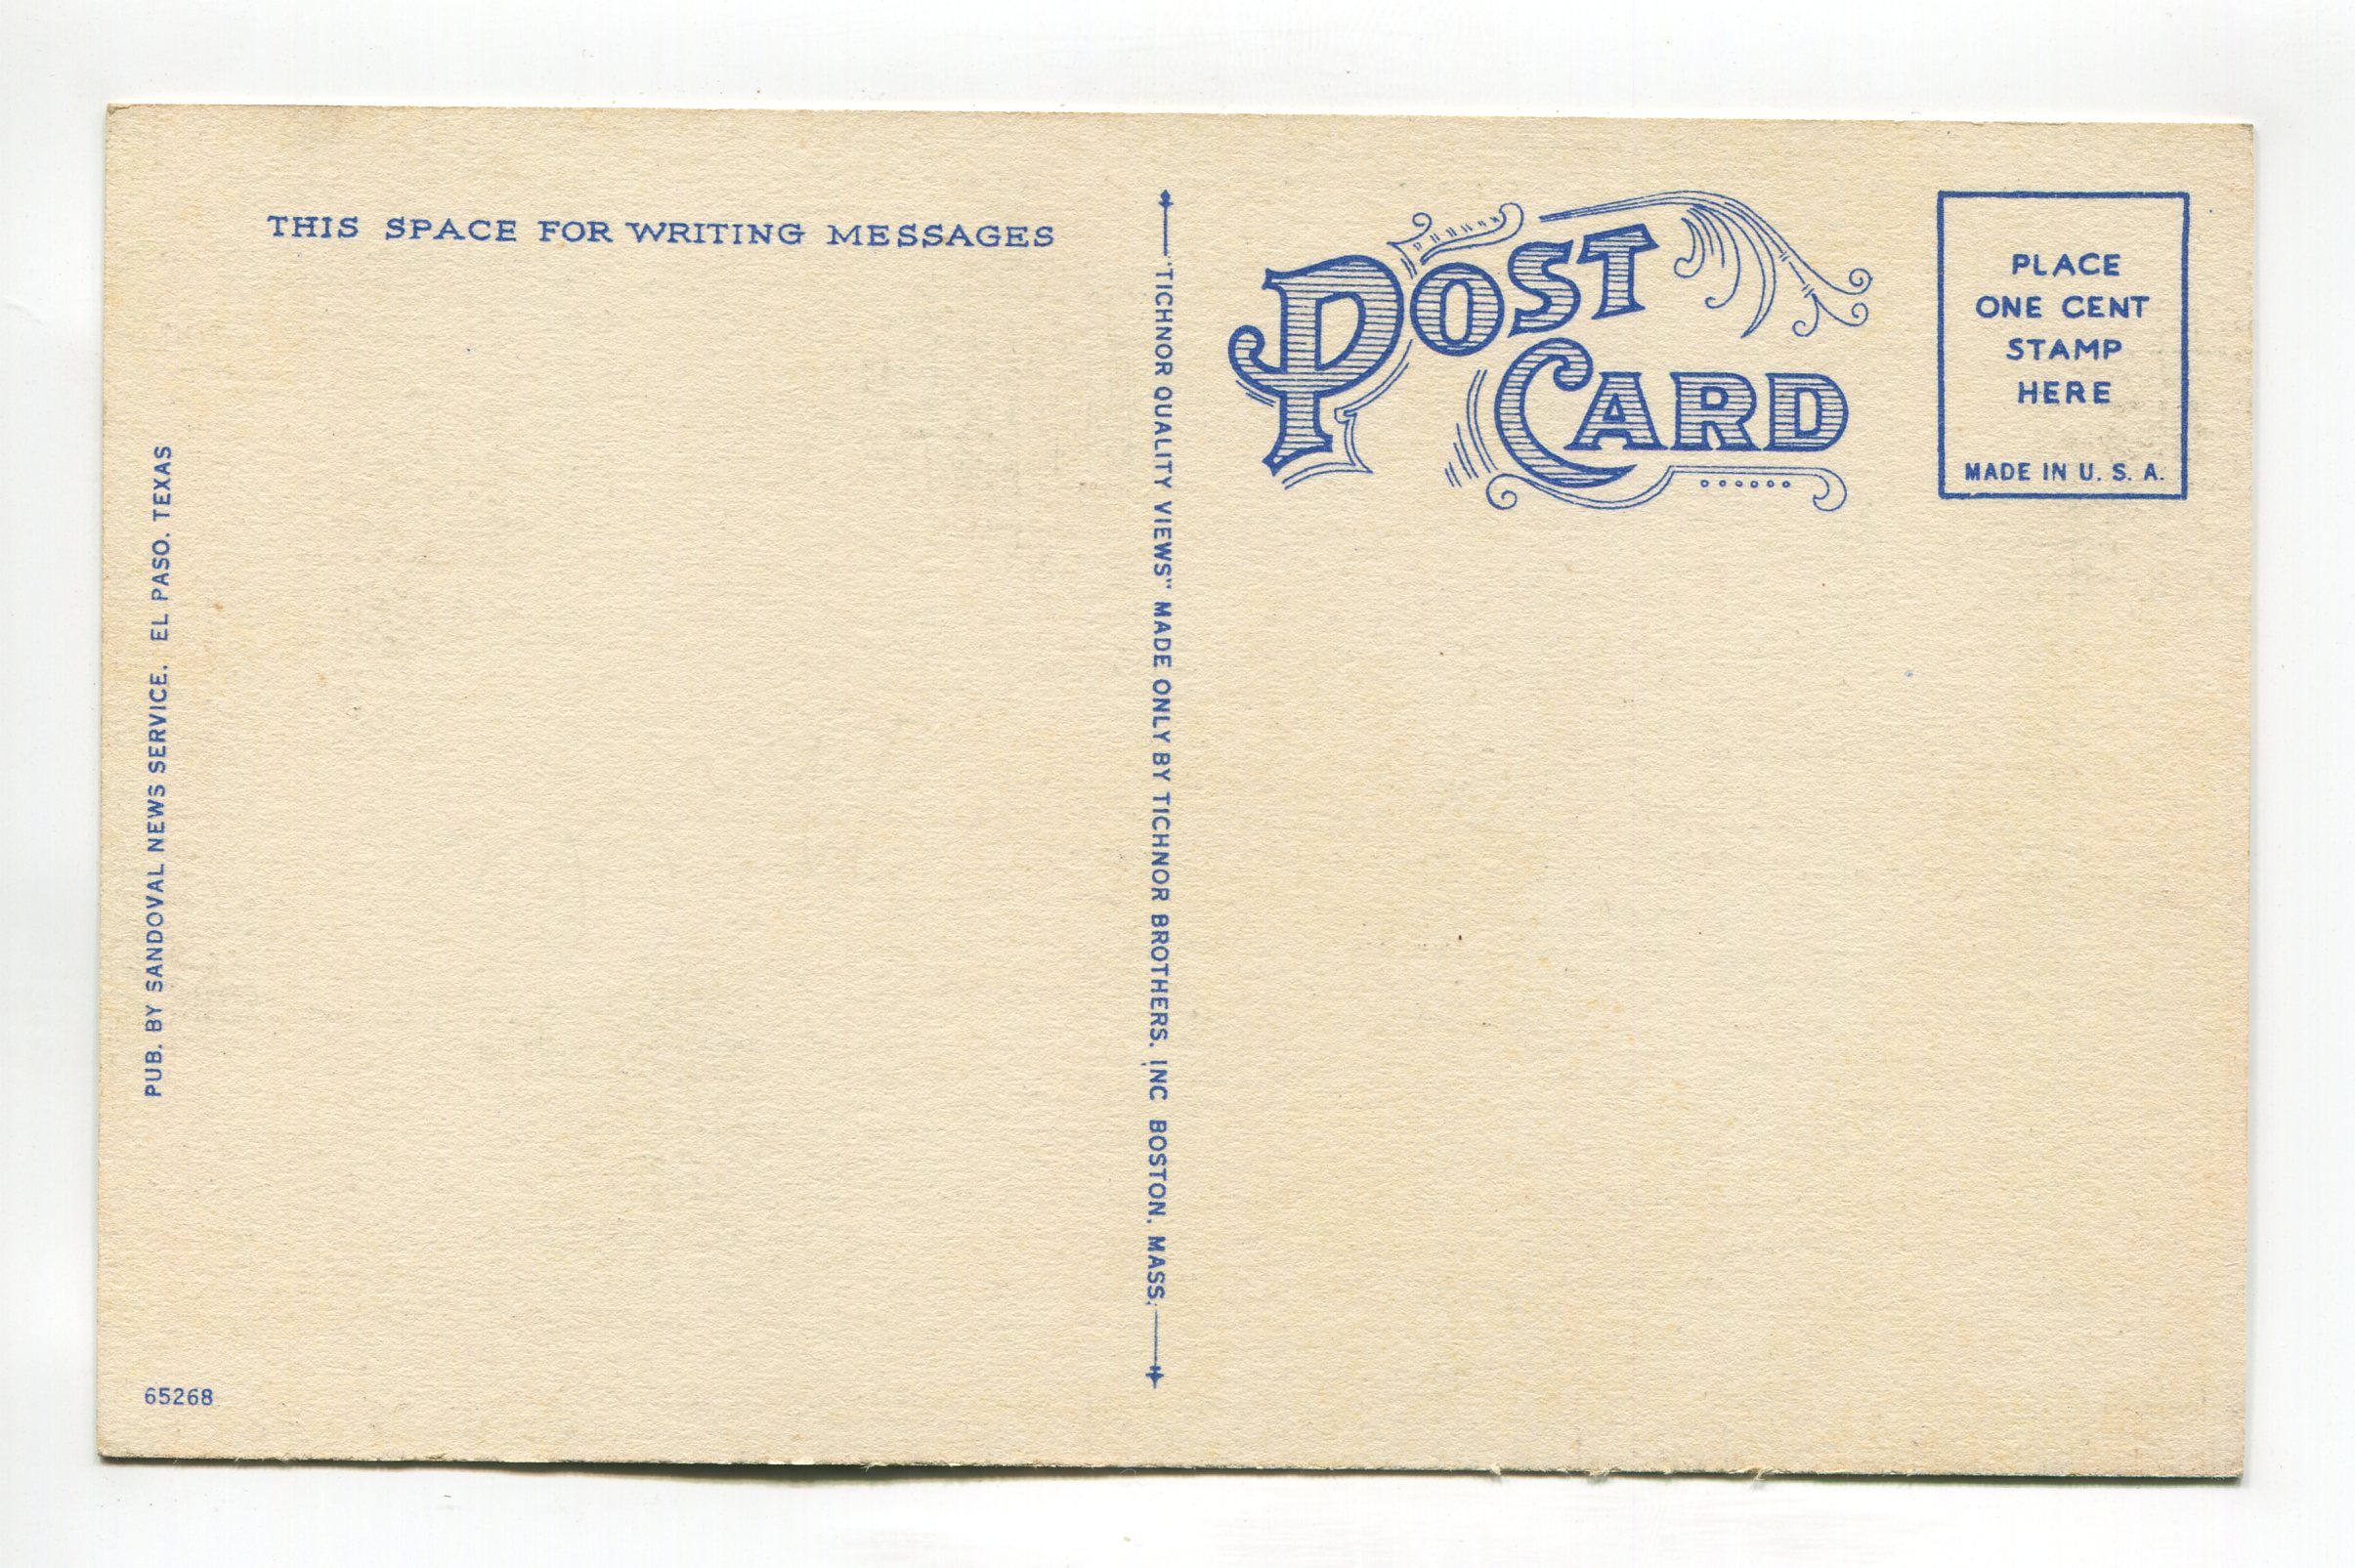 THIS SPACE FOR WRITING MESSAGES
PUB. BY SANDOVAL NEWS SERVICE. EL PASO. TEXAS
65268
"TICHNOR QUALITY VIEWS" MADE ONLY BY TICHNOR BROTHERS. INC BOSTON. MASS.
POST
CARD
PLACE
ONE CENT
STAMP
HERE
MADE IN U. S. A.